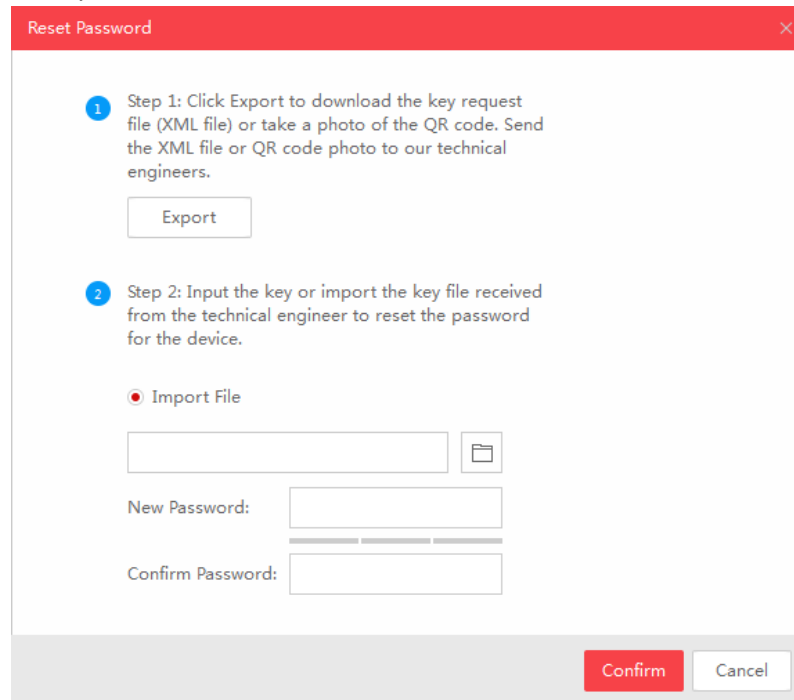 Reset Password
1
Step 1: Click Export to download the key request
file (XML file) or take a photo of the QR code. Send
the XML file or QR code photo to our technical
engineers.
Export
2
Step 2: Input the key or import the key file received
from the technical engineer to reset the password
for the device.
Import File
New Password:
Confirm Password:
Confirm
Cancel